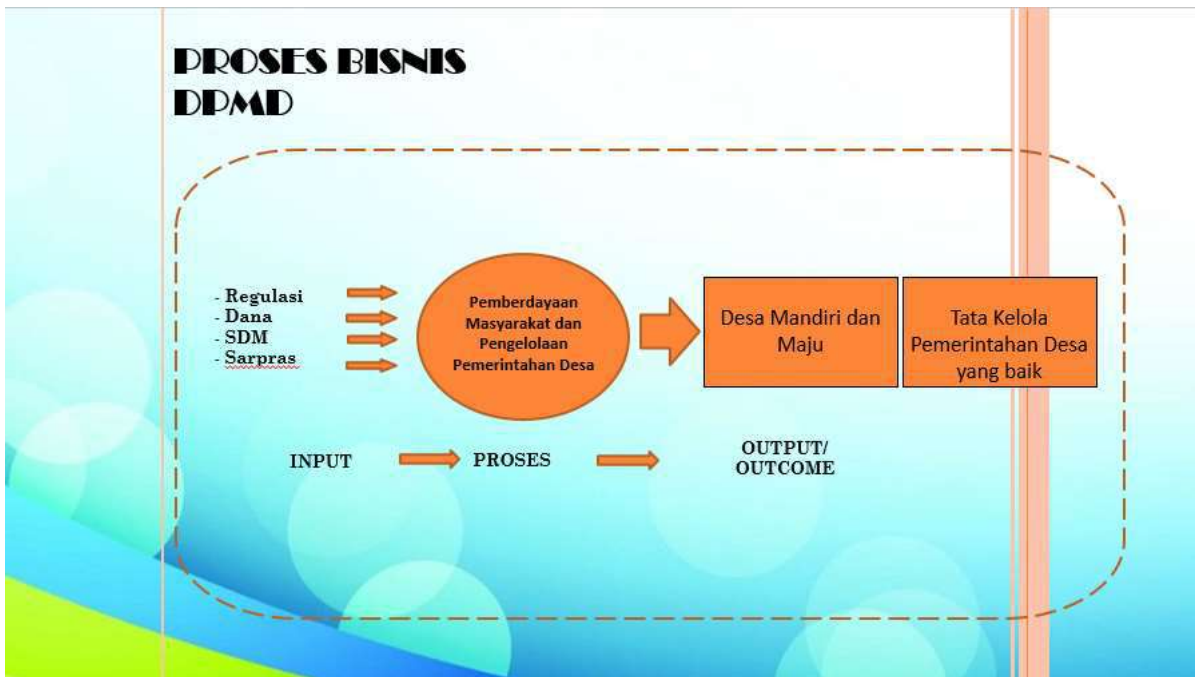 PROSES BISNIS
DPMD
- Regulasi
- Dana
- SDM
- Sarpras
Pemberdayaan
Masyarakat dan
Pengelolaan
Pemerintahan Desa
Desa Mandiri dan
Maju
Tata Kelola
Pemerintahan Desa
yang baik
INPUT
PROSES
OUTPUT/
OUTCOME